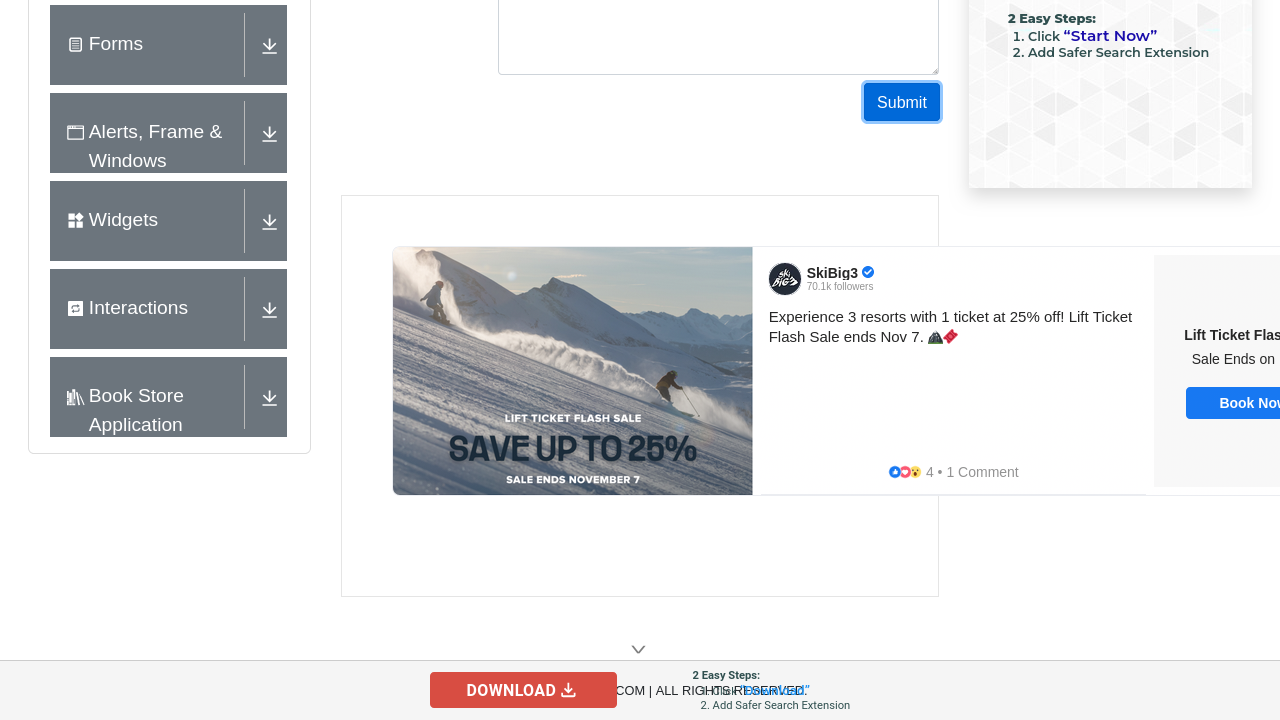 Forms
Alerts, Frame &
Windows
Widgets
Interactions
Book Store
Application
Submit
2 Easy Steps:
1. Click “Start Now”
2. Add Safer Search Extension
SkiBig3
70.1k followers
Experience 3 resorts with 1 ticket at 25% off! Lift Ticket
Flash Sale ends Nov 7.
4 • 1 Comment
LIFT TICKET FLASH SALE
SAVE UP TO 25%
SALE ENDS NOVEMBER 7
Lift Ticket Flas
Sale Ends on
Book Now
DOWNLOAD
COM | ALL RIGHTS RESERVED.
2 Easy Steps:
1. Click "Download"
2. Add Safer Search Extension